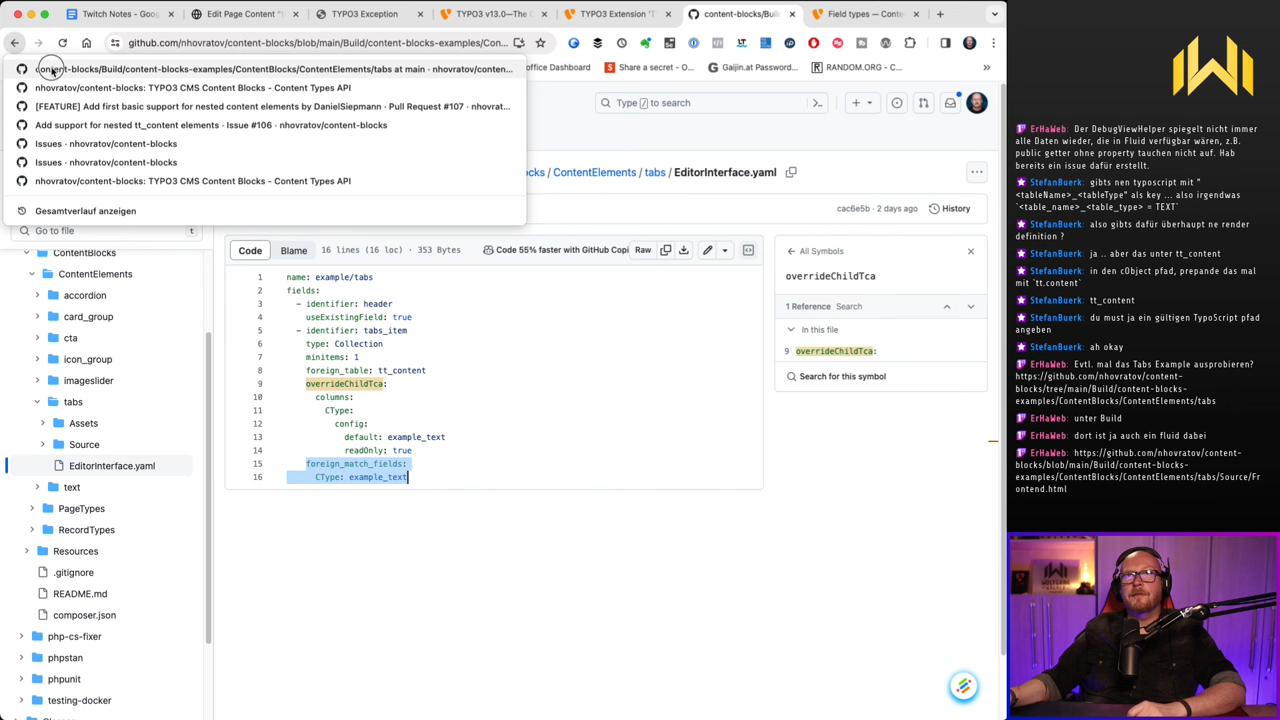 Twitch Notes - Goog
Edit Page Content "
TYPO3 Exception
TYPO3 v13.0—The C
TYPO3 Extension "T
content-blocks/Buil
Field types — Conte
github.com/nhovratov/content-blocks/blob/main/Build/content-blocks-examples/Con...
content-blocks/Build/content-blocks-examples/ContentBlocks/ContentElements/tabs at main · nhovratov/conten...
nhovratov/content-blocks: TYPO3 CMS Content Blocks - Content Types API
[FEATURE] Add first basic support for nested content elements by DanielSiepmann · Pull Request #107 · nhovrat...
Add support for nested tt_content elements · Issue #106 · nhovratov/content-blocks
Issues · nhovratov/content-blocks
Issues · nhovratov/content-blocks
nhovratov/content-blocks: TYPO3 CMS Content Blocks - Content Types API
Gesamtverlauf anzeigen
office Dashboard
Share a secret - O...
Gaijin.at Passwort...
RANDOM.ORG - D...
»
Type / to search
ocks / ContentElements / tabs / EditorInterface.yaml
cac6e5b · 2 days ago
History
Go to file
t
ContentBlocks
ContentElements
accordion
card_group
cta
icon_group
imageslider
tabs
Assets
Source
EditorInterface.yaml
text
PageTypes
RecordTypes
Resources
.gitignore
README.md
composer.json
php-cs-fixer
phpstan
phpunit
testing-docker
Code
Blame
16 lines (16 loc) · 353 Bytes
Code 55% faster with GitHub Copi
Raw
1 name: example/tabs
2 fields:
3 - identifier: header
4 useExistingField: true
5 - identifier: tabs_item
6 type: Collection
7 minitems: 1
8 foreign_table: tt_content
9 overrideChildTca:
10 columns:
11 CType:
12 config:
13 default: example_text
14 readOnly: true
15 foreign_match_fields:
16 CType: example_text
All Symbols
overrideChildTca
1 Reference Search
In this file
9 overrideChildTca:
Search for this symbol
ErHaWeb: Der DebugViewHelper spiegelt nicht immer
alle Daten wieder, die in Fluid verfügbar wären, z.B.
public getter ohne property tauchen nicht auf. Hab
bereits ein issue dafür erstellt.
StefanBuerk: gibts nen typoscript mit "
<tableName>_<tableType" als key ... also irgendwas
`<table_name>_<table_type> = TEXT`
StefanBuerk: also gibts dafür überhaupt ne render
definition ?
StefanBuerk: ja .. aber das unter tt_content
StefanBuerk: in den cObject pfad, prepande das mal
mit `tt.content`
StefanBuerk: tt_content
StefanBuerk: du must ja ein gültigen TypoScript pfad
angeben
StefanBuerk: ah okay
ErHaWeb: Evtl. mal das Tabs Example ausprobieren?
https://github.com/nhovratov/content-
blocks/tree/main/Build/content-blocks-
examples/ContentBlocks/ContentElements/tabs
ErHaWeb: unter Build
ErHaWeb: dort ist ja auch ein fluid dabei
ErHaWeb: https://github.com/nhovratov/content-
blocks/blob/main/Build/content-blocks-
examples/ContentBlocks/ContentElements/tabs/Source/Fr
ontend.html